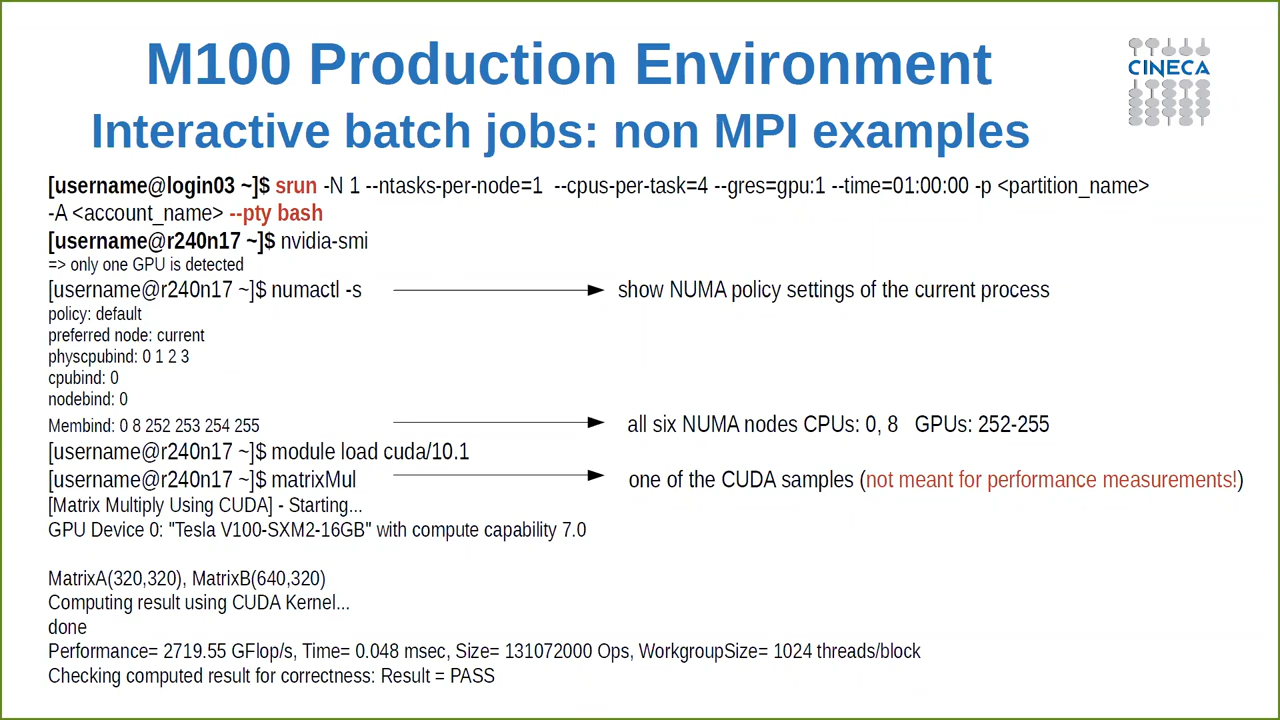 M100 Production Environment
CINECA
Interactive batch jobs: non MPI examples
[username@login03 ~]$ srun -N 1 --ntasks-per-node=1 --cpus-per-task=4 --gres=gpu:1 --time=01:00:00 -p <partition_name>
-A <account_name> --pty bash
[username@r240n17 ~]$ nvidia-smi
=> only one GPU is detected
[username@r240n17 ~]$ numactl -s show NUMA policy settings of the current process
policy: default
preferred node: current
physcpubind: 0 1 2 3
cpubind: 0
nodebind: 0
Membind: 0 8 252 253 254 255 all six NUMA nodes CPUs: 0, 8 GPUs: 252-255
[username@r240n17 ~]$ module load cuda/10.1
[username@r240n17 ~]$ matrixMul one of the CUDA samples (not meant for performance measurements!)
[Matrix Multiply Using CUDA] - Starting...
GPU Device 0: "Tesla V100-SXM2-16GB" with compute capability 7.0
MatrixA(320,320), MatrixB(640,320)
Computing result using CUDA Kernel...
done
Performance= 2719.55 GFlop/s, Time= 0.048 msec, Size= 131072000 Ops, WorkgroupSize= 1024 threads/block
Checking computed result for correctness: Result = PASS